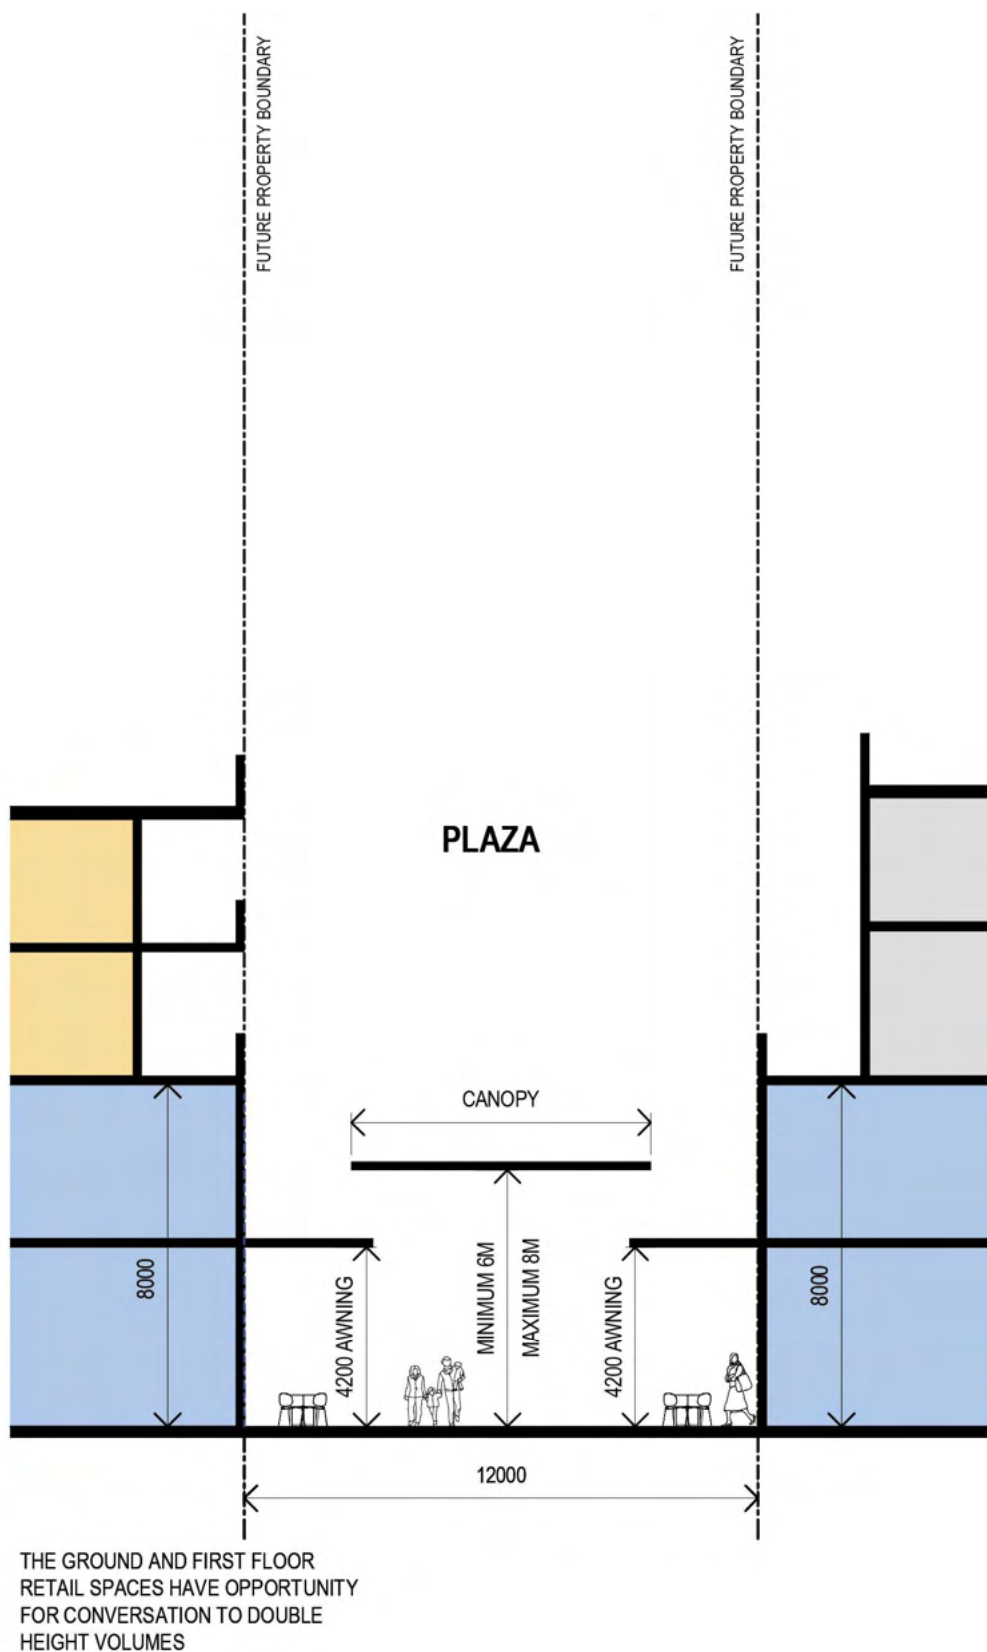 FUTURE PROPERTY BOUNDARY
FUTURE PROPERTY BOUNDARY
PLAZA
CANOPY
8000
4200 AWNING
MINIMUM 6M
MAXIMUM 8M
4200 AWNING
8000
12000
THE GROUND AND FIRST FLOOR
RETAIL SPACES HAVE OPPORTUNITY
FOR CONVERSATION TO DOUBLE
HEIGHT VOLUMES